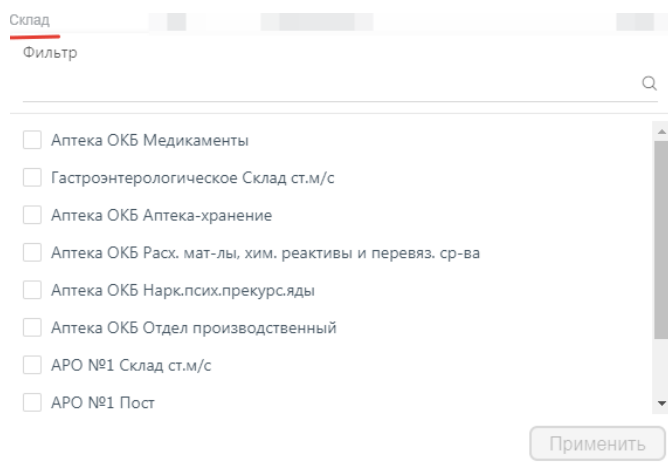 Склад
Фильтр
Аптека ОКБ Медикаменты
Гастроэнтерологическое Склад ст.м/с
Аптека ОКБ Аптека-хранение
Аптека ОКБ Расх. мат-лы, хим. реактивы и перевяз. ср-ва
Аптека ОКБ Нарк.псих.прекурс.яды
Аптека ОКБ Отдел производственный
АРО №1 Склад ст.м/с
АРО №1 Пост
Применить